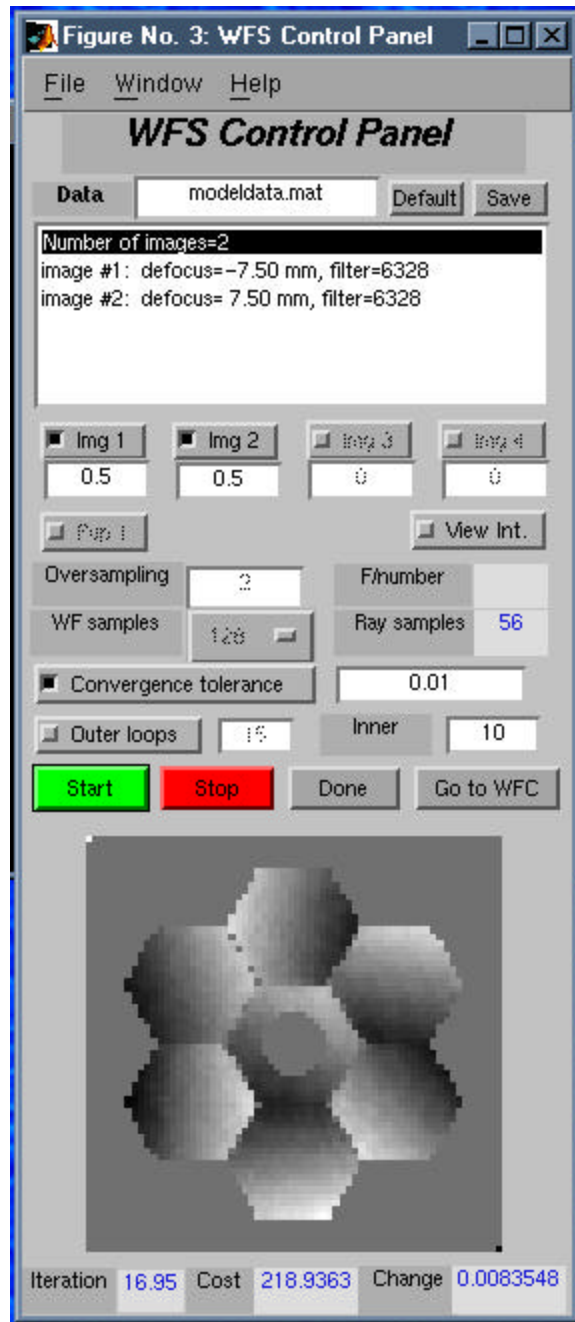 Figure No. 3: WFS Control Panel
File Window Help
WFS Control Panel
Data modeldata.mat Default Save
Number of images=2
image #1: defocus=-7.50 mm, filter=6328
image #2: defocus= 7.50 mm, filter=6328
Img 1 Img 2 Img 3 Img 4
0.5 0.5 0 0
Pup 1 View Int.
Oversampling 2 F/number
WF samples 128 Ray samples 56
Convergence tolerance 0.01
Outer loops 15 Inner 10
Start Stop Done Go to WFC
Iteration 16.95 Cost 218.9363 Change 0.0083548